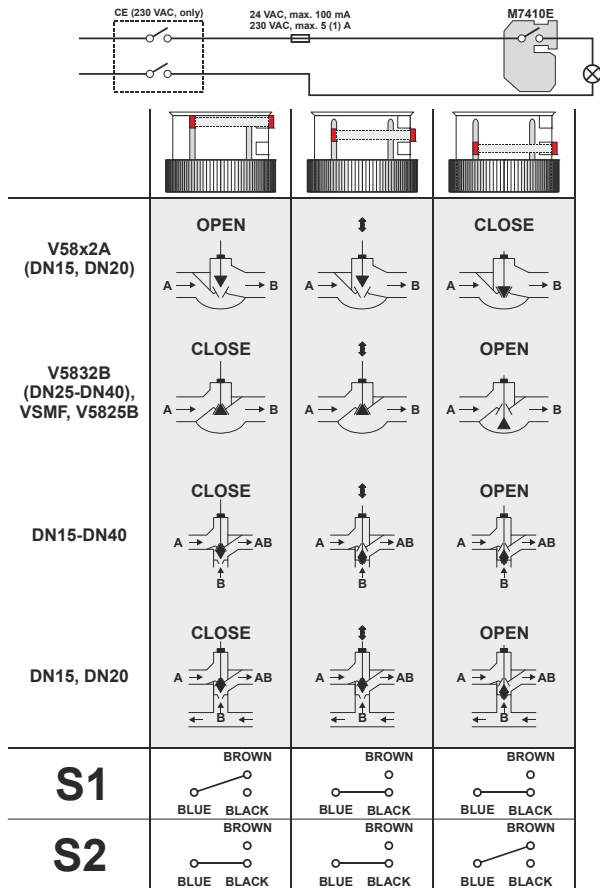 CE (230 VAC, only)
24 VAC, max. 100 mA
230 VAC, max. 5 (1) A
M7410E
V58x2A
(DN15, DN20)
OPEN
CLOSE
A B
A B
A B
V5832B
(DN25-DN40),
VSMF, V5825B
CLOSE
OPEN
A B
A B
A B
DN15-DN40
CLOSE
OPEN
A AB
B
A AB
B
A AB
B
DN15, DN20
CLOSE
OPEN
A AB
B
A AB
B
A AB
B
S1
BROWN
BLUE BLACK
BROWN
BLUE BLACK
BROWN
BLUE BLACK
S2
BROWN
BLUE BLACK
BROWN
BLUE BLACK
BROWN
BLUE BLACK